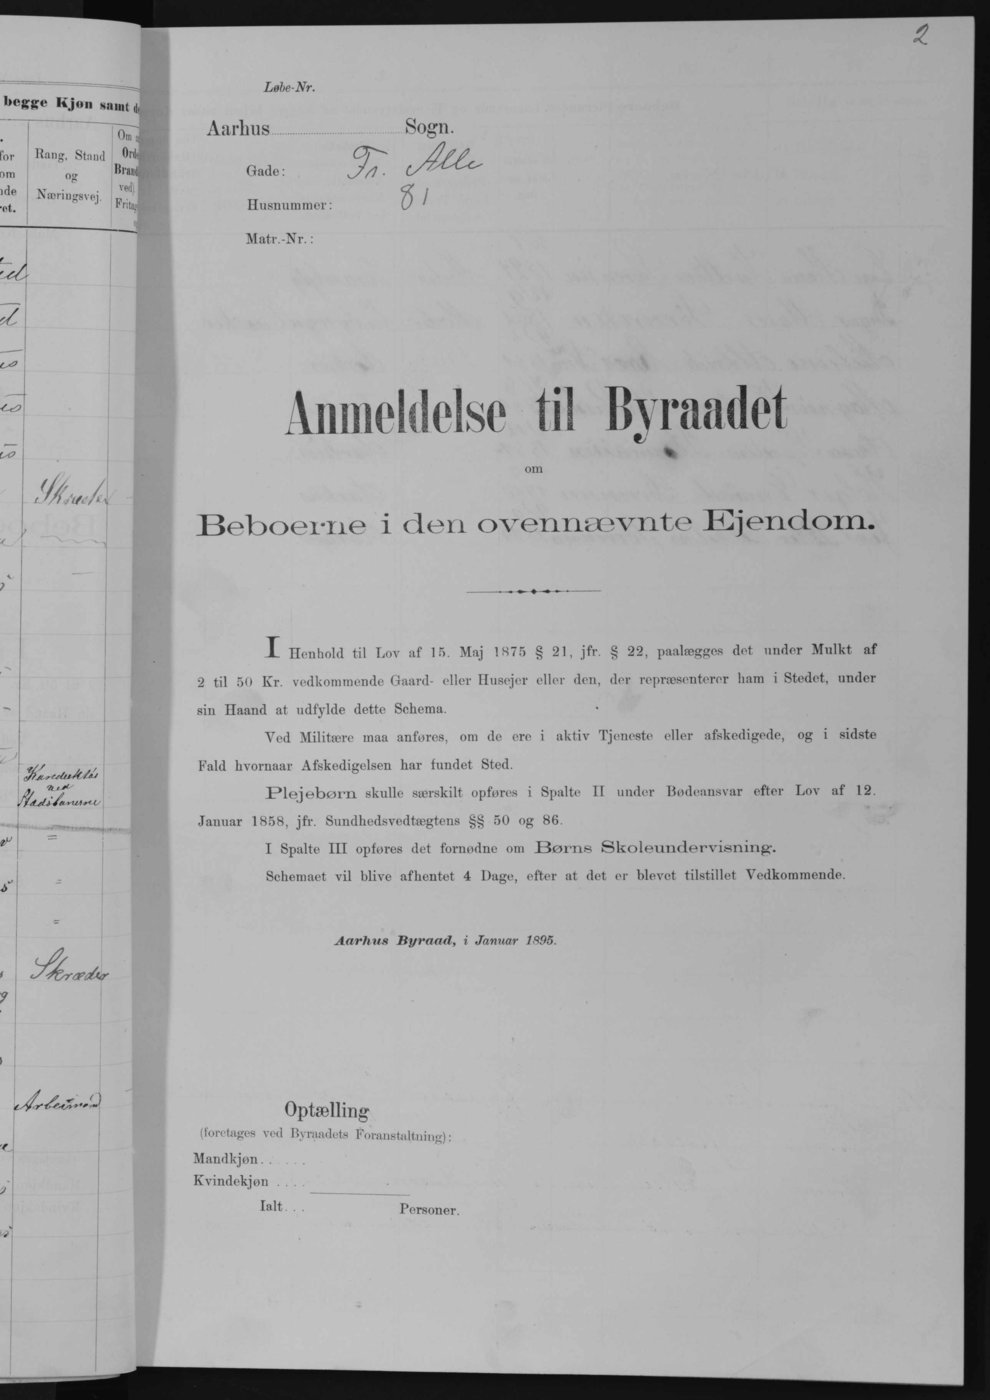 begge Kjøn samt
Rang, Stand
og
Næringsvej.
Om
Brand
ved)
Skræder
Konduktør
ved
Statsbanerne
Skræder
Arbeismand
2
Løbe-Nr.
Aarhus Sogn.
Gade: Fr. Alle
Husnummer: 81
Matr.-Nr.:
Anmeldelse til Byraadet
om
Beboerne i den ovennævnte Ejendom.
I Henhold til Lov af 15. Maj 1875 § 21, jfr. § 22, paalægges det under Mulkt af
2 til 50 Kr. vedkommende Gaard- eller Husejer eller den, der repræsenterer ham i Stedet, under
sin Haand at udfylde dette Schema.
Ved Militære maa anføres, om de ere i aktiv Tjeneste eller afskedigede, og i sidste
Fald hvornaar Afskedigelsen har fundet Sted.
Plejebørn skulle særskilt opføres i Spalte II under Bødeansvar efter Lov af 12.
Januar 1858, jfr. Sundhedsvedtægtens §§ 50 og 86.
I Spalte III opføres det fornødne om Børns Skoleundervisning.
Schemaet vil blive afhentet 4 Dage, efter at det er blevet tilstillet Vedkommende.
Aarhus Byraad, i Januar 1895.
Optælling
(foretages ved Byraadets Foranstaltning):
Mandkjøn. . . . . .
Kvindekjøn . . . .
Ialt. . . Personer.